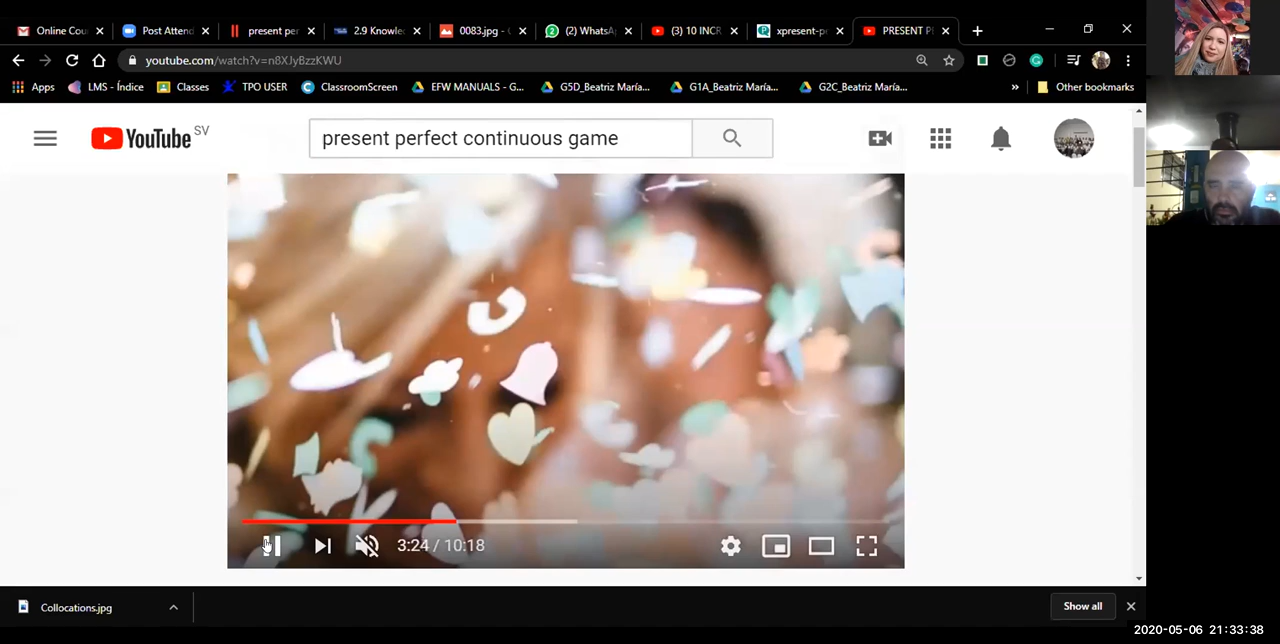 Online Cou
Post Attend
present per
2.9 Knowle
0083.jpg - G
(2) WhatsA
(3) 10 INCR
xpresent-p
PRESENT P
youtube.com/watch?v=n8XJyBzzKWU
Apps
LMS - Índice
Classes
TPO USER
ClassroomScreen
EFW MANUALS - G...
G5D_Beatriz María...
G1A_Beatriz María...
G2C_Beatriz María...
»
Other bookmarks
YouTube SV
present perfect continuous game
3:24 / 10:18
Collocations.jpg
Show all
2020-05-06 21:33:38